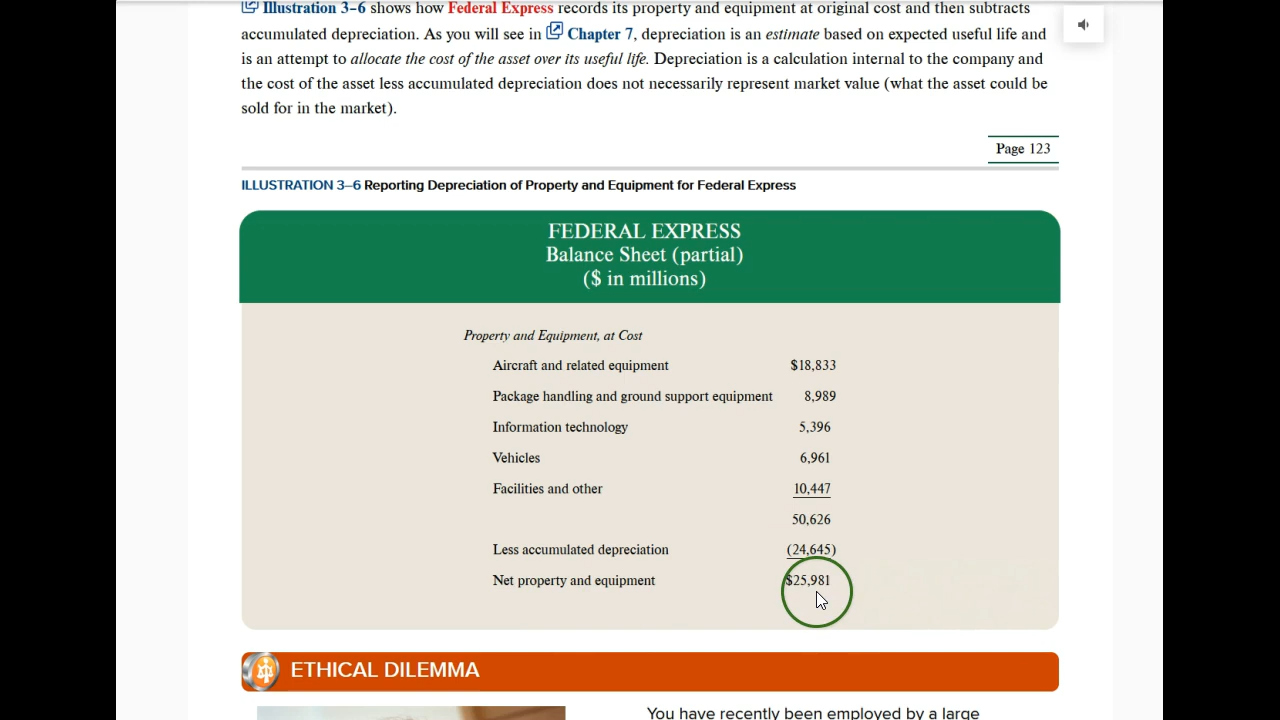 Illustration 3–6 shows how Federal Express records its property and equipment at original cost and then subtracts
accumulated depreciation. As you will see in Chapter 7, depreciation is an estimate based on expected useful life and
is an attempt to allocate the cost of the asset over its useful life. Depreciation is a calculation internal to the company and
the cost of the asset less accumulated depreciation does not necessarily represent market value (what the asset could be
sold for in the market).
Page 123
ILLUSTRATION 3–6 Reporting Depreciation of Property and Equipment for Federal Express
FEDERAL EXPRESS
Balance Sheet (partial)
($ in millions)
Property and Equipment, at Cost
Aircraft and related equipment $18,833
Package handling and ground support equipment 8,989
Information technology 5,396
Vehicles 6,961
Facilities and other 10,447
50,626
Less accumulated depreciation (24,645)
Net property and equipment $25,981
ETHICAL DILEMMA
You have recently been employed by a large